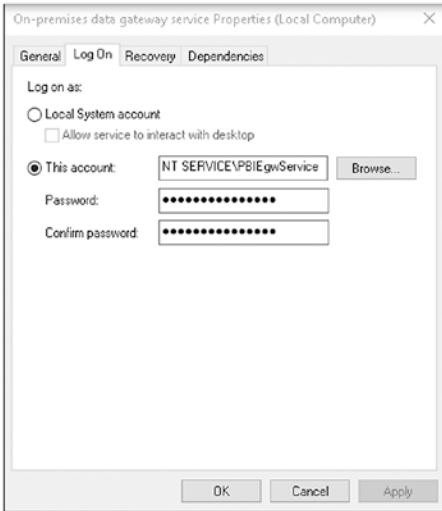 On-premises data gateway service Properties (Local Computer)
General Log On Recovery Dependencies
Log on as:
Local System account
Allow service to interact with desktop
This account: NT SERVICE\PBIEgwService Browse...
Password: •••••••••••••••
Confirm password: •••••••••••••••
OK Cancel Apply